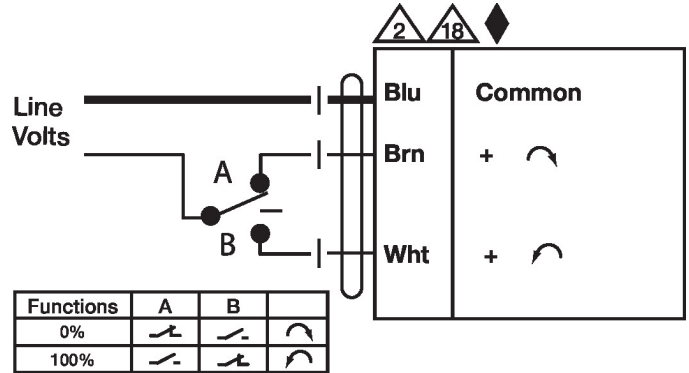 2 18
Line
Volts
Blu Common
A Brn +
B Wht +
Functions A B
0%
100%